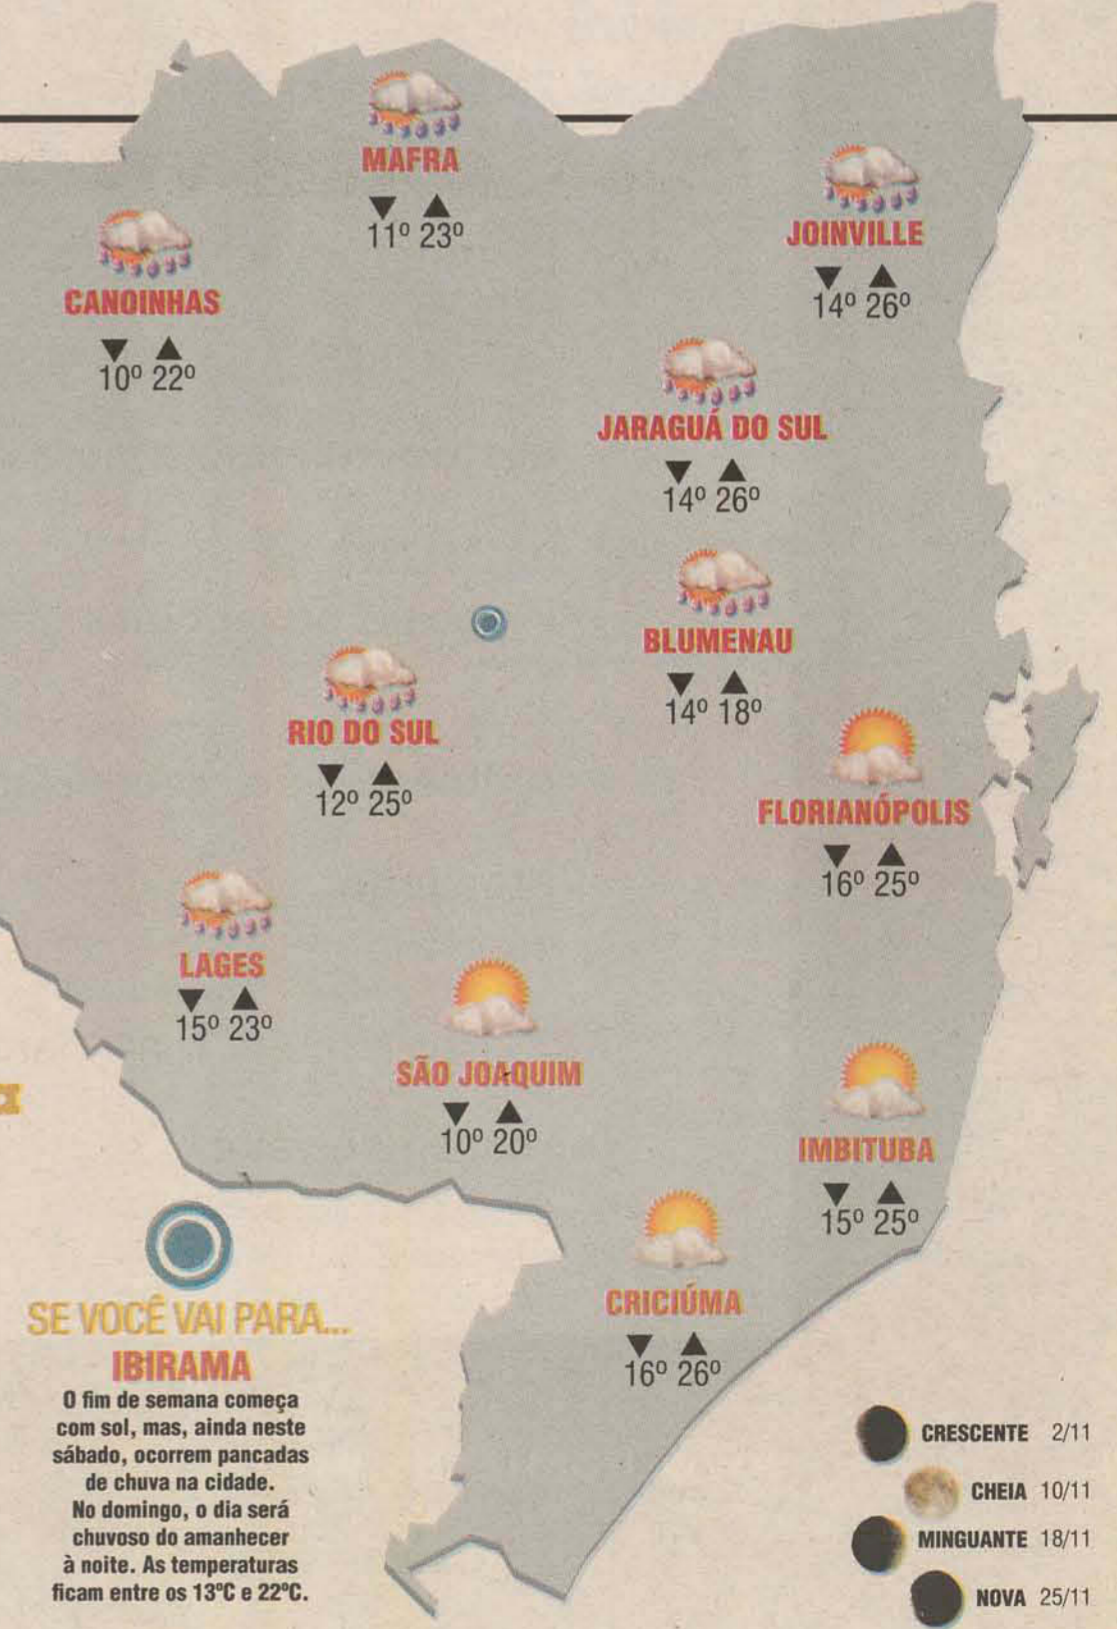 MAFRA
▼ ▲
11º 23º
JOINVILLE
▼ ▲
14º 26º
CANOINHAS
▼ ▲
10º 22º
JARAGUÁ DO SUL
▼ ▲
14º 26º
BLUMENAU
▼ ▲
14º 18º
RIO DO SUL
▼ ▲
12º 25º
FLORIANÓPOLIS
▼ ▲
16º 25º
LAGES
▼ ▲
15º 23º
SÃO JOAQUIM
▼ ▲
10º 20º
IMBITUBA
▼ ▲
15º 25º
CRICIÚMA
▼ ▲
16º 26º
SE VOCÊ VAI PARA...
IBIRAMA
O fim de semana começa
com sol, mas, ainda neste
sábado, ocorrem pancadas
de chuva na cidade.
No domingo, o dia será
chuvoso do amanhecer
à noite. As temperaturas
ficam entre os 13ºC e 22ºC.
CRESCENTE 2/11
CHEIA 10/11
MINGUANTE 18/11
NOVA 25/11